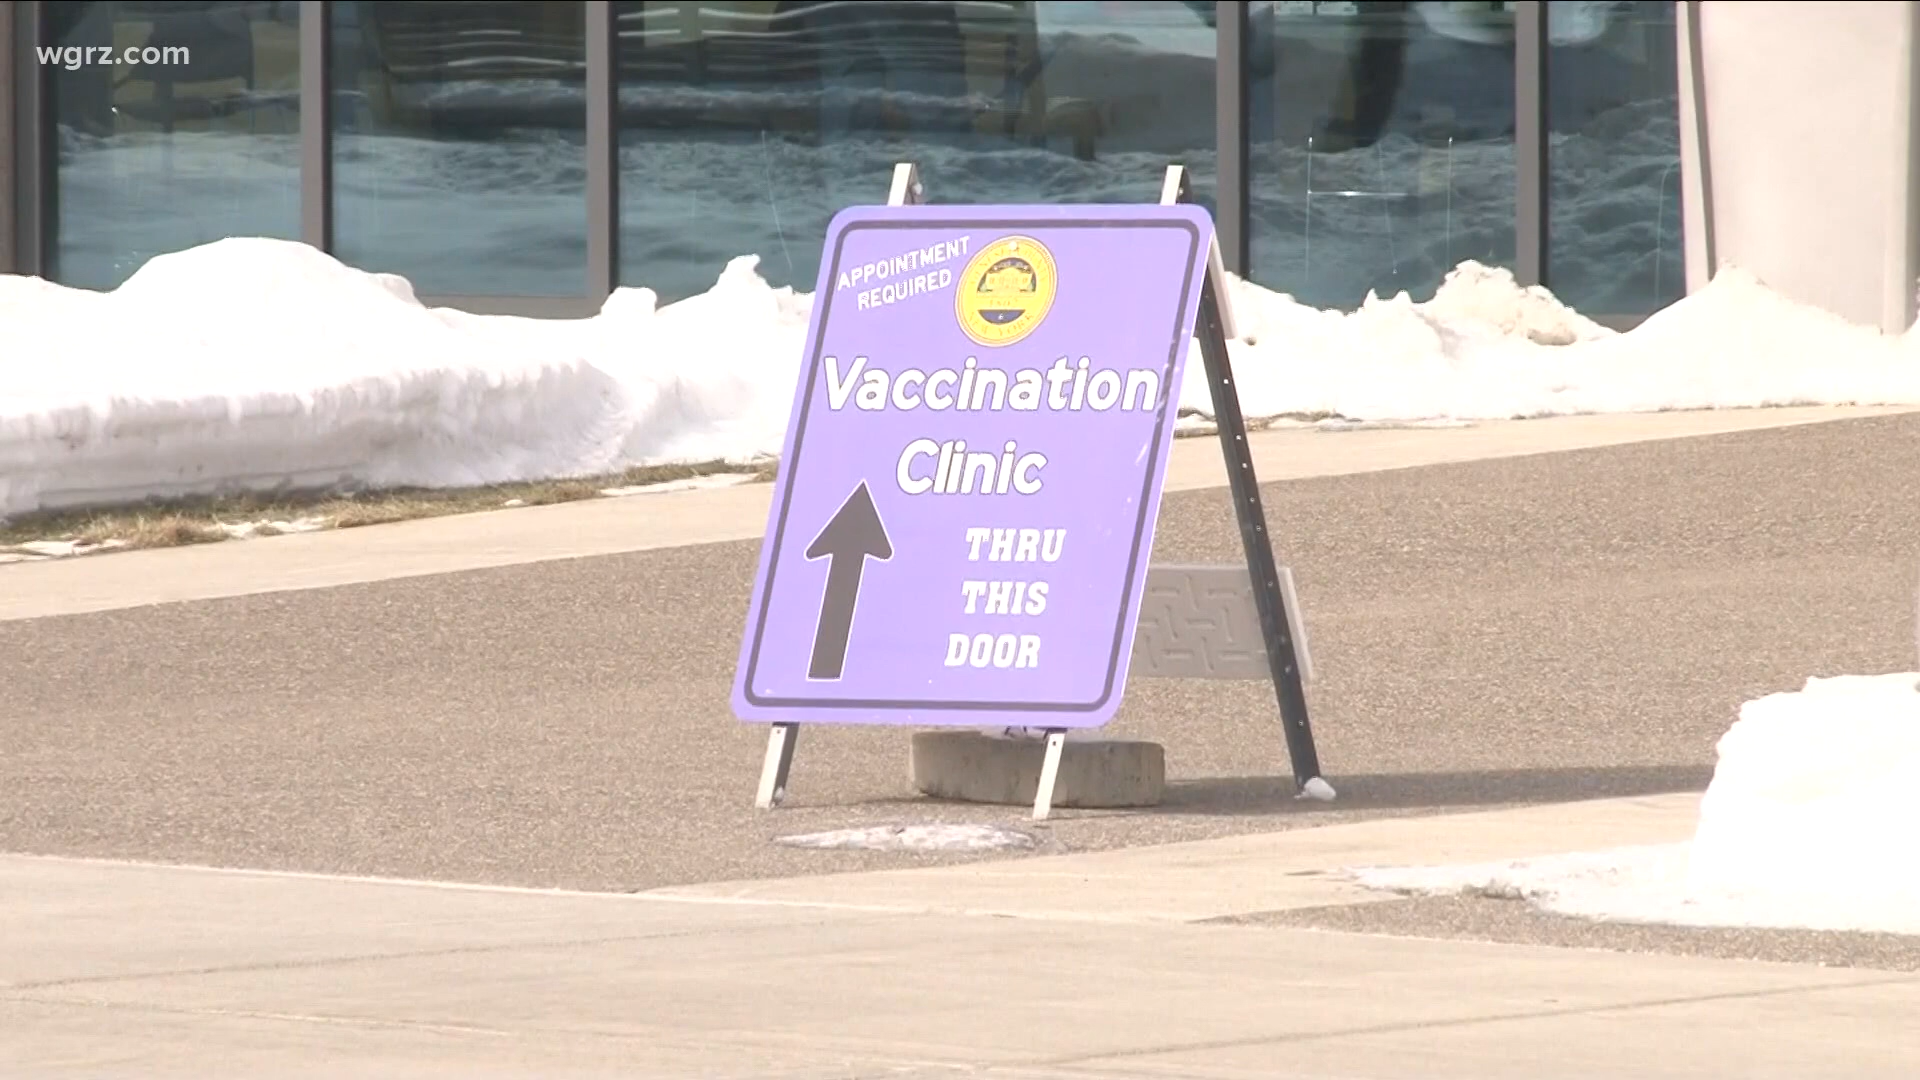 wgrz.com
APPOINTMENT
REQUIRED
Vaccination
Clinic
THRU
THIS
DOOR